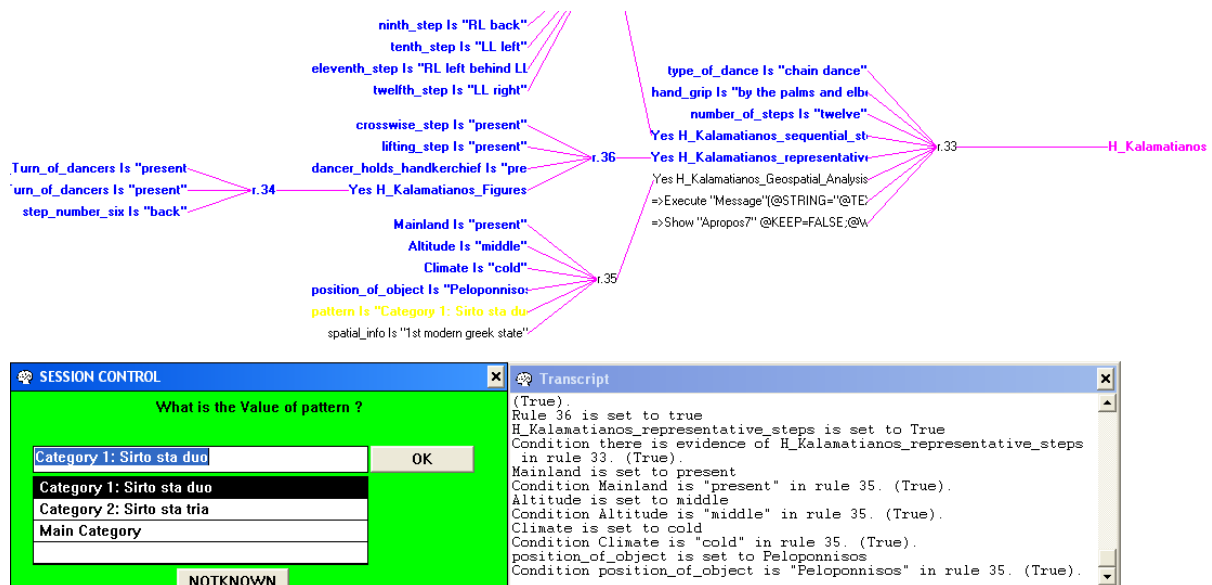 ninth_step Is "RL back"
tenth_step Is "LL left"
eleventh_step Is "RL left behind LL
twelfth_step Is "LL right"
type_of_dance Is "chain dance"
hand_grip Is "by the palms and elb
number_of_steps Is "twelve"
Yes H_Kalamatianos_sequential_st
Yes H_Kalamatianos_representative
Yes H_Kalamatianos_Geospatial_Analysis
=>Execute "Message"(@STRING="@TEX
=>Show "Apropos7" @KEEP=FALSE;@W
r.33
H_Kalamatianos
crosswise_step Is "present"
lifting_step Is "present"
dancer_holds_handkerchief Is "pre
Yes H_Kalamatianos_Figures
r.36
Turn_of_dancers Is "present
urn_of_dancers Is "present"
step_number_six Is "back"
r.34
Mainland Is "present"
Altitude Is "middle"
Climate Is "cold"
position_of_object Is "Peloponniso
pattern Is "Category 1: Sirto sta du
spatial_info Is "1st modern greek state"
r.35
SESSION CONTROL
What is the Value of pattern ?
Category 1: Sirto sta duo
OK
Category 1: Sirto sta duo
Category 2: Sirto sta tria
Main Category
NOTKNOWN
Transcript
(True).
Rule 36 is set to true
H_Kalamatianos_representative_steps is set to True
Condition there is evidence of H_Kalamatianos_representative_steps
in rule 33. (True).
Mainland is set to present
Condition Mainland is "present" in rule 35. (True).
Altitude is set to middle
Condition Altitude is "middle" in rule 35. (True).
Climate is set to cold
Condition Climate is "cold" in rule 35. (True).
position_of_object is set to Peloponnisos
Condition position_of_object is "Peloponnisos" in rule 35. (True).